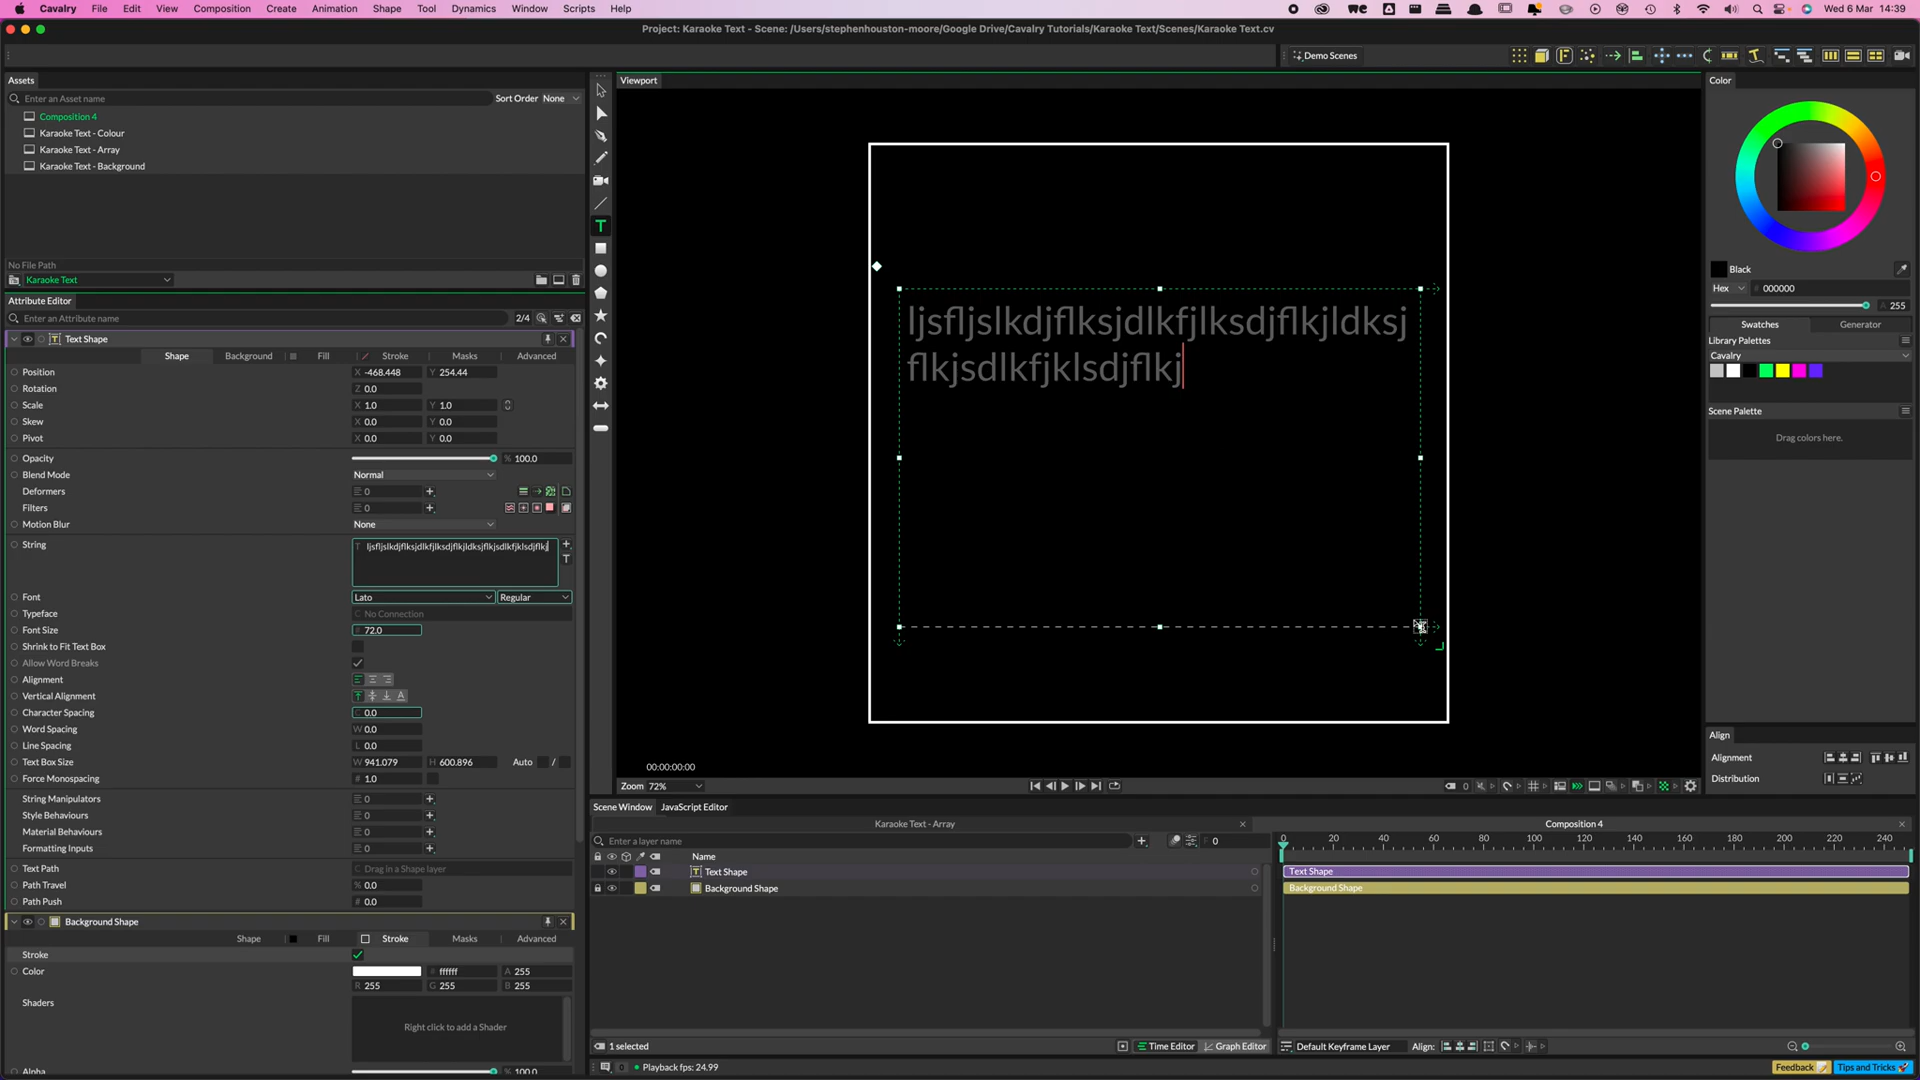 Cavalry File Edit View Composition Create Animation Shape Tool Dynamics Window Scripts Help
Wed 6 Mar 14:39
Project: Karaoke Text - Scene: /Users/stephenhouston-moore/Google Drive/Cavalry Tutorials/Karaoke Text/Scenes/Karaoke Text.cv
Demo Scenes
Assets
Enter an Asset name
Sort Order None
Composition 4
Karaoke Text - Colour
Karaoke Text - Array
Karaoke Text - Background
No File Path
Karaoke Text
Attribute Editor
Enter an Attribute name
2/4
Text Shape
Shape Background Fill Stroke Masks Advanced
Position X -468.448 Y 254.44
Rotation Z 0.0
Scale X 1.0 Y 1.0
Skew X 0.0 Y 0.0
Pivot X 0.0 Y 0.0
Opacity % 100.0
Blend Mode Normal
Deformers 0
Filters 0
Motion Blur None
String T ljsfljslkdjflksjdlkfjlksdjflkjldksjflkjsdlkfjklsdjflkj
Font Lato Regular
Typeface C No Connection
Font Size # 72.0
Shrink to Fit Text Box
Allow Word Breaks
Alignment
Vertical Alignment
Character Spacing C 0.0
Word Spacing W 0.0
Line Spacing L 0.0
Text Box Size W 941.079 H 600.896 Auto /
Force Monospacing # 1.0
String Manipulators 0
Style Behaviours 0
Material Behaviours 0
Formatting Inputs 0
Text Path C Drag in a Shape layer
Path Travel % 0.0
Path Push # 0.0
Background Shape
Shape Fill Stroke Masks Advanced
Stroke
Color # ffffff A 255
R 255 G 255 B 255
Shaders
Right click to add a Shader
Alpha % 100.0
Viewport
ljsfljslkdjflksjdlkfjlksdjflkjldksj
flkjsdlkfjklsdjflkj
00:00:00:00
Zoom 72%
0
Scene Window JavaScript Editor
Karaoke Text - Array
Composition 4
Enter a layer name
F 0
0 20 40 60 80 100 120 140 160 180 200 220 240
Name
Text Shape
Background Shape
Text Shape
Background Shape
1 selected
Time Editor Graph Editor
Default Keyframe Layer Align:
0 Playback fps: 24.99
Feedback
Tips and Tricks
Color
Black
Hex # 000000
A 255
Swatches Generator
Library Palettes
Cavalry
Scene Palette
Drag colors here.
Align
Alignment
Distribution